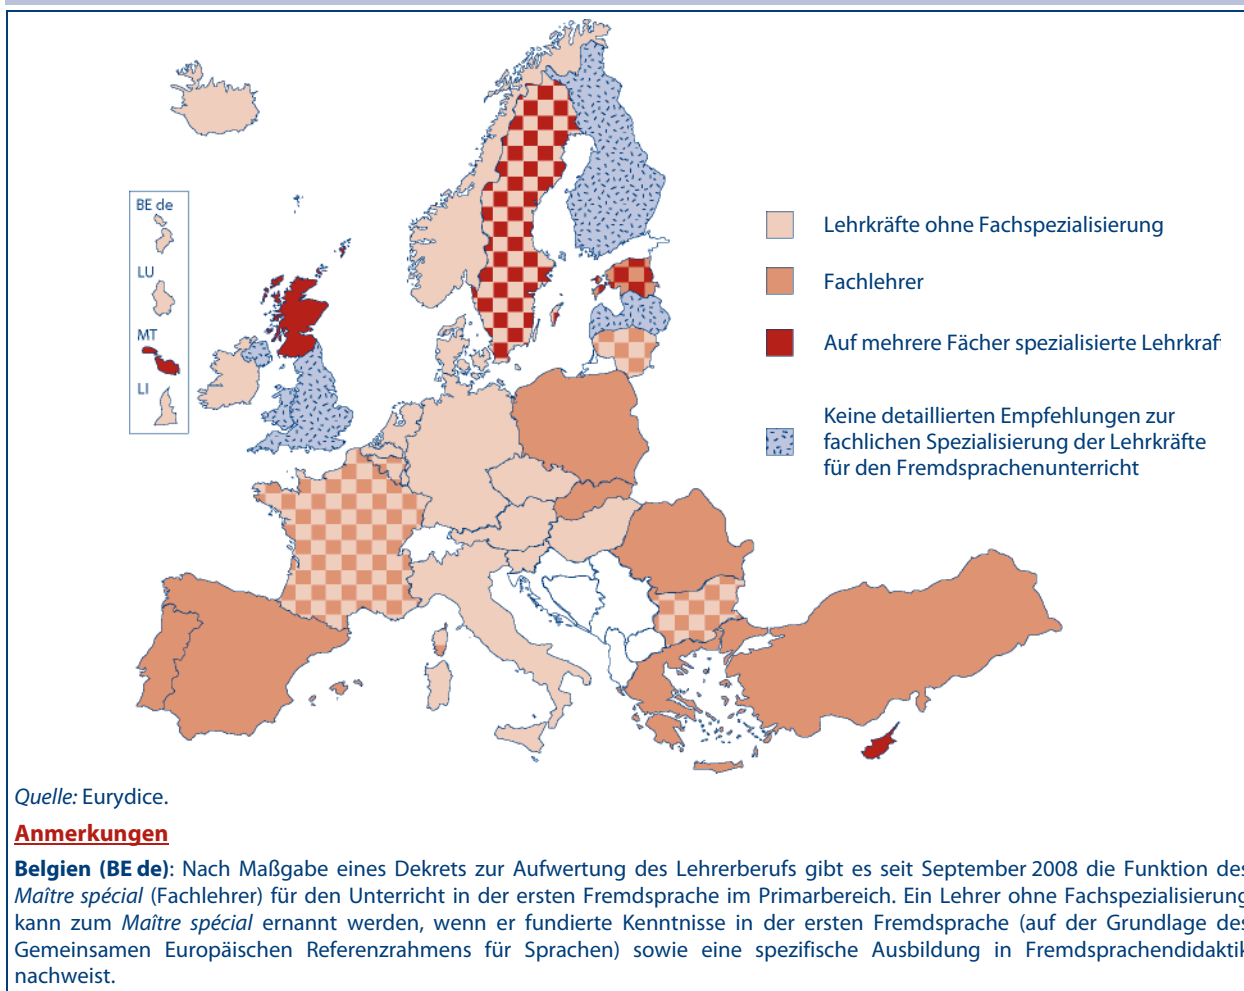 BE de
LU
MT
LI
Lehrkräfte ohne Fachspezialisierung
Fachlehrer
Auf mehrere Fächer spezialisierte Lehrkraf
Keine detaillierten Empfehlungen zur
fachlichen Spezialisierung der Lehrkräfte
für den Fremdsprachenunterricht
Quelle: Eurydice.
Anmerkungen
Belgien (BE de): Nach Maßgabe eines Dekrets zur Aufwertung des Lehrerberufs gibt es seit September 2008 die Funktion des
Maître spécial (Fachlehrer) für den Unterricht in der ersten Fremdsprache im Primarbereich. Ein Lehrer ohne Fachspezialisierung
kann zum Maître spécial ernannt werden, wenn er fundierte Kenntnisse in der ersten Fremdsprache (auf der Grundlage des
Gemeinsamen Europäischen Referenzrahmens für Sprachen) sowie eine spezifische Ausbildung in Fremdsprachendidaktik
nachweist.